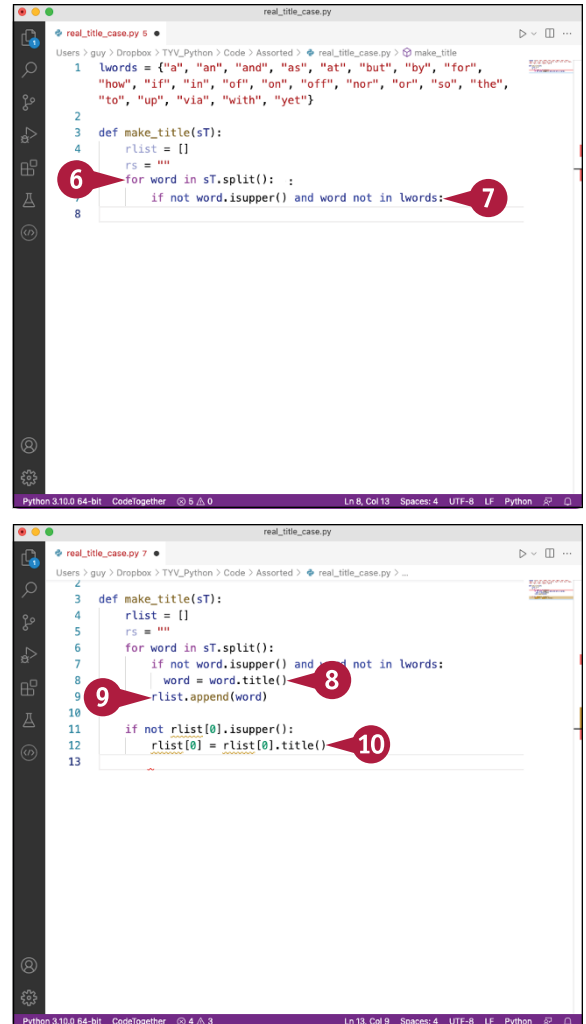 real_title_case.py
real_title_case.py 5
Users > guy > Dropbox > TYV_Python > Code > Assorted > real_title_case.py > make_title
1 lwords = {"a", "an", "and", "as", "at", "but", "by", "for",
"how", "if", "in", "of", "on", "off", "nor", "or", "so", "the",
"to", "up", "via", "with", "yet"}
2
3 def make_title(sT):
4 rlist = []
5 rs = ""
6 for word in sT.split(): :
7 if not word.isupper() and word not in lwords: 7
8
1
Python 3.10.0 64-bit CodeTogether 5 0 Ln 8, Col 13 Spaces: 4 UTF-8 LF Python
real_title_case.py
real_title_case.py 7
Users > guy > Dropbox > TYV_Python > Code > Assorted > real_title_case.py > ...
2
3 def make_title(sT):
4 rlist = []
5 rs = ""
6 for word in sT.split():
7 if not word.isupper() and word not in lwords:
8 word = word.title() 8
9 9 rlist.append(word)
10
11 if not rlist[0].isupper():
12 rlist[0] = rlist[0].title() 10
13
1
Python 3.10.0 64-bit CodeTogether 4 3 Ln 13, Col 9 Spaces: 4 UTF-8 LF Python